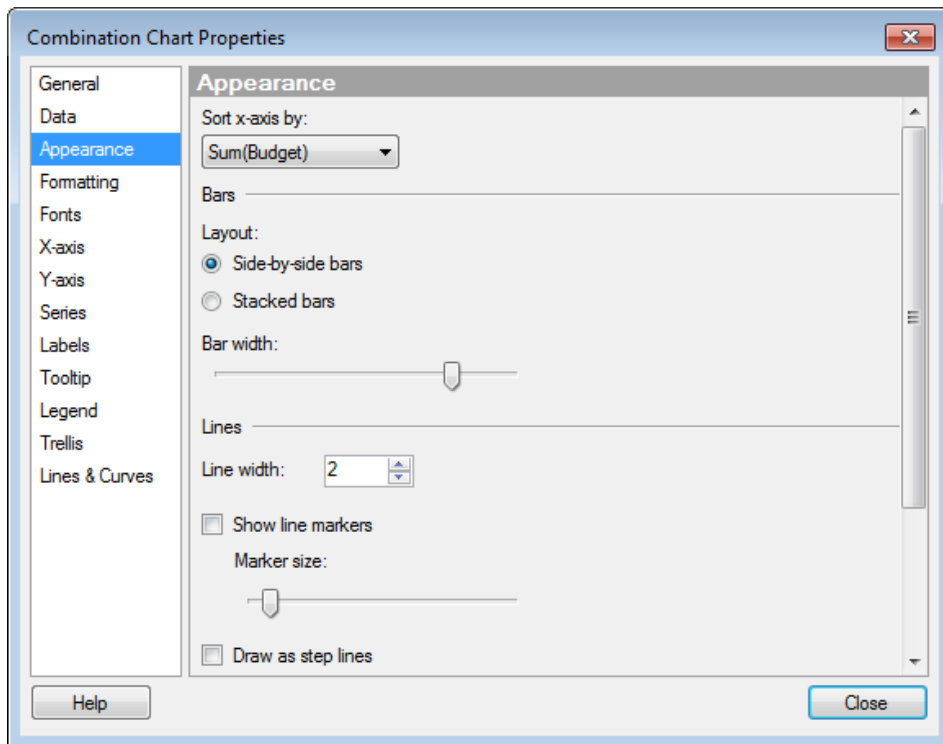 Combination Chart Properties
General
Data
Appearance
Formatting
Fonts
X-axis
Y-axis
Series
Labels
Tooltip
Legend
Trellis
Lines & Curves
Appearance
Sort x-axis by:
Sum(Budget)
Bars
Layout:
Side-by-side bars
Stacked bars
Bar width:
Lines
Line width: 2
Show line markers
Marker size:
Draw as step lines
Help
Close